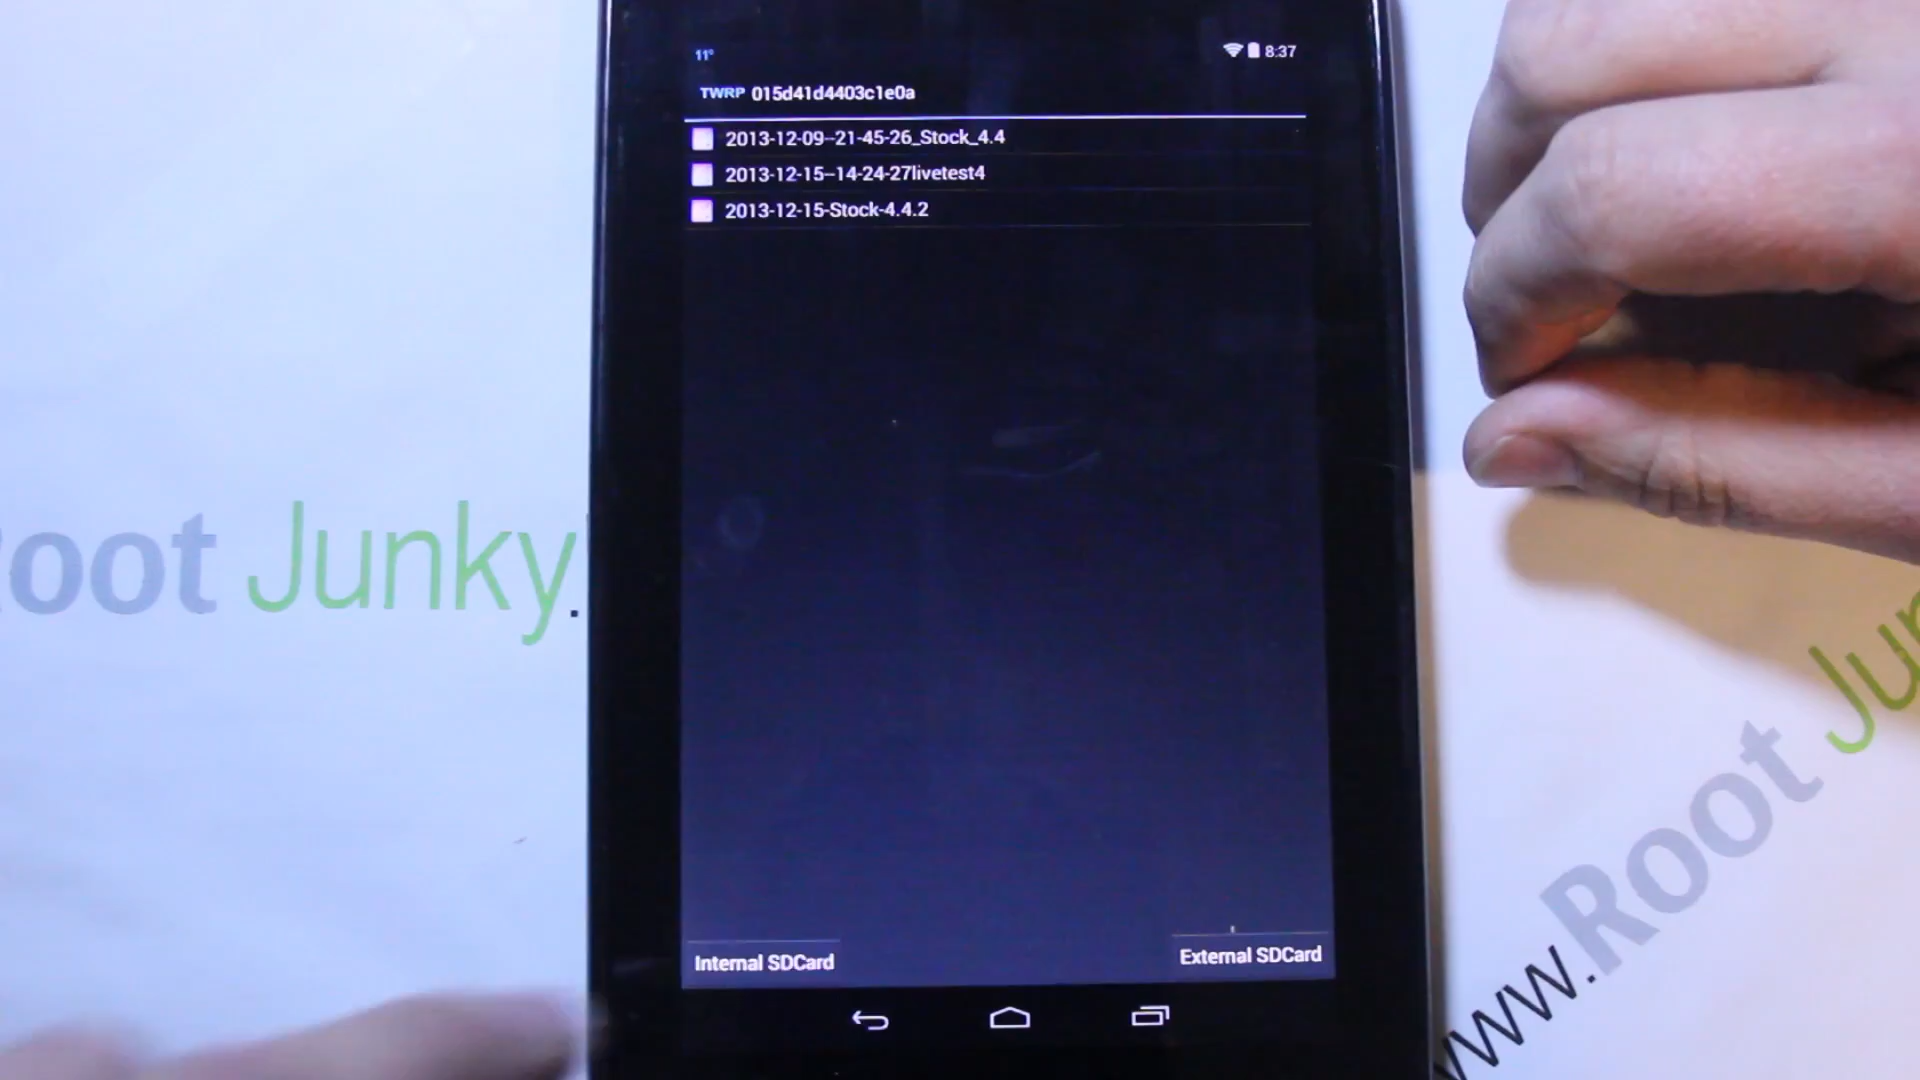 11°
8:37
TWRP 015d41d4403c1e0a
2013-12-09--21-45-26_Stock_4.4
2013-12-15--14-24-27livetest4
2013-12-15-Stock-4.4.2
Internal SDCard
External SDCard
Root Junky.
www.Root Jun